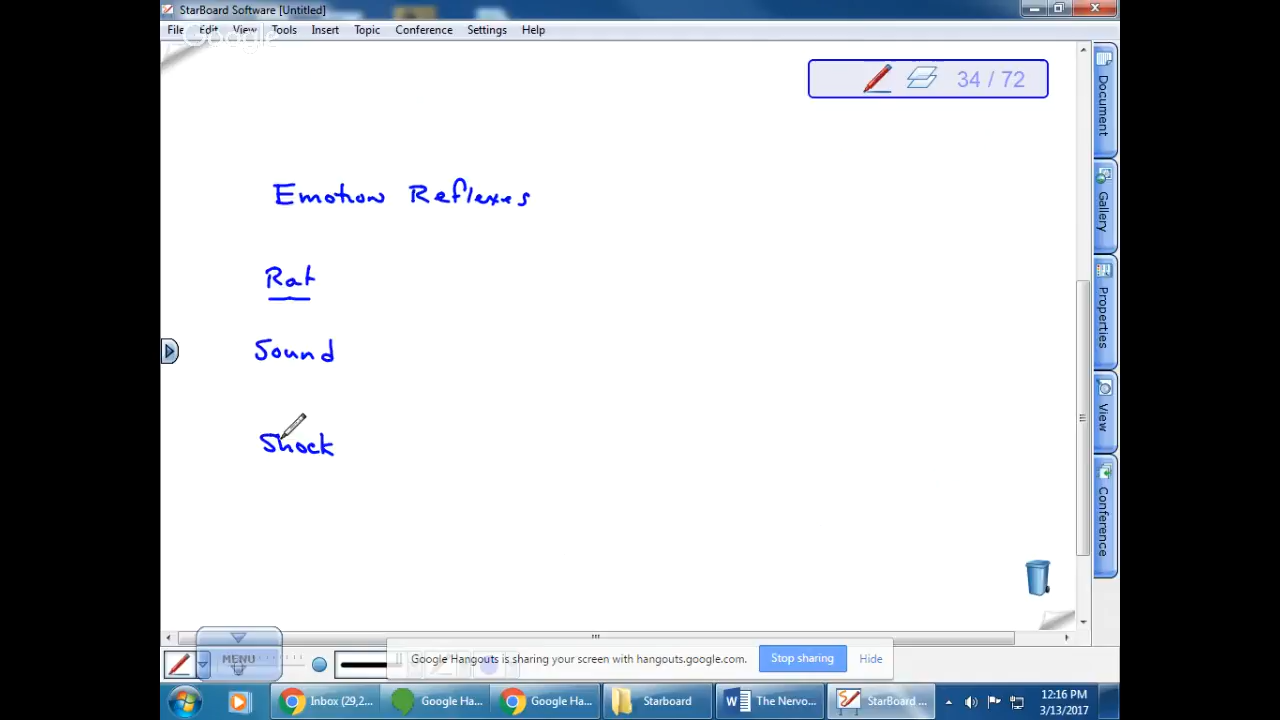 StarBoard Software [Untitled]
File Edit View Tools Insert Topic Conference Settings Help
Google
34 / 72
Emotion Reflexes
Rat
Sound
Shock
Document
Gallery
Properties
View
Conference
MENU
Google Hangouts is sharing your screen with hangouts.google.com. Stop sharing Hide
Inbox (29,2... Google Ha... Google Ha... Starboard The Nervo... StarBoard ...
12:16 PM
3/13/2017